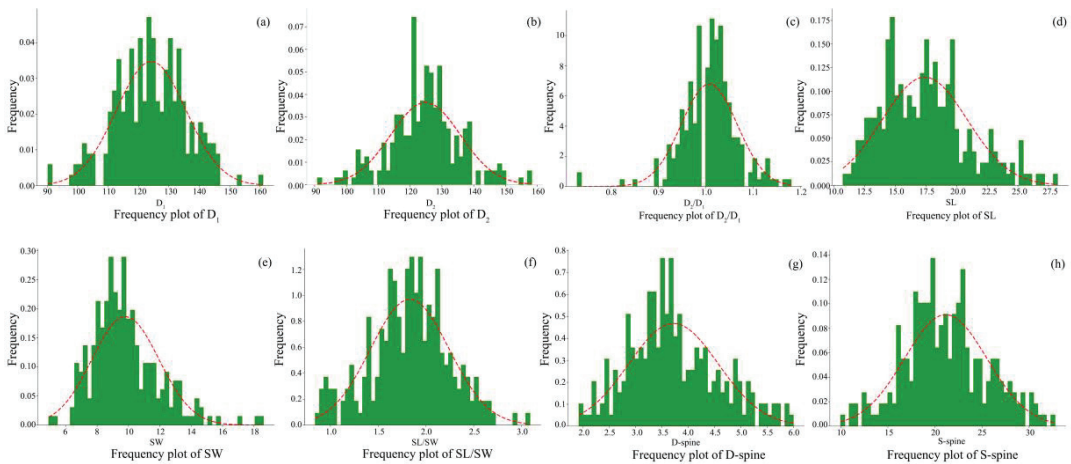 (a)
0.04
0.03
0.02
0.01
0.00
Frequency
90 100 110 120 130 140 150 160
D₁
Frequency plot of D₁
(b)
0.07
0.06
0.05
0.04
0.03
0.02
0.01
0.00
Frequency
90 100 110 120 130 140 150 160
D₂
Frequency plot of D₂
(c)
10
8
6
4
2
0
Frequency
0.8 0.9 1.0 1.1 1.2
D₂/D₁
Frequency plot of D₂/D₁
(d)
0.175
0.150
0.125
0.100
0.075
0.050
0.025
0.00
Frequency
10.0 12.5 15.0 17.5 20.0 22.5 25.0 27.5
SL
Frequency plot of SL
(e)
0.30
0.25
0.20
0.15
0.10
0.05
0.00
Frequency
6 8 10 12 14 16 18
SW
Frequency plot of SW
(f)
1.2
1.0
0.8
0.6
0.4
0.2
0.0
Frequency
1.0 1.5 2.0 2.5 3.0
SL/SW
Frequency plot of SL/SW
(g)
0.8
0.7
0.6
0.5
0.4
0.3
0.2
0.1
0.0
Frequency
2.0 2.5 3.0 3.5 4.0 4.5 5.0 5.5 6.0
D-spine
Frequency plot of D-spine
(h)
0.14
0.12
0.10
0.08
0.06
0.04
0.02
0.00
Frequency
10 15 20 25 30
S-spine
Frequency plot of S-spine